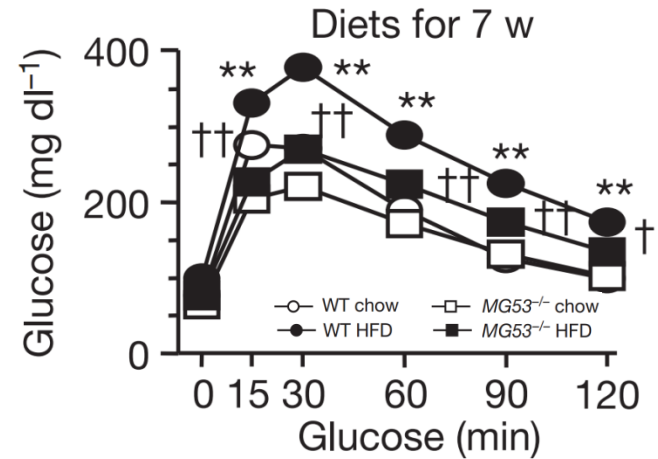 Diets for 7 w
Glucose (mg dl⁻¹)
400
200
0
** **
††
††
**
††
**
††
**
†
WT chow
MG53⁻/⁻ chow
WT HFD
MG53⁻/⁻ HFD
0 15 30 60 90 120
Glucose (min)